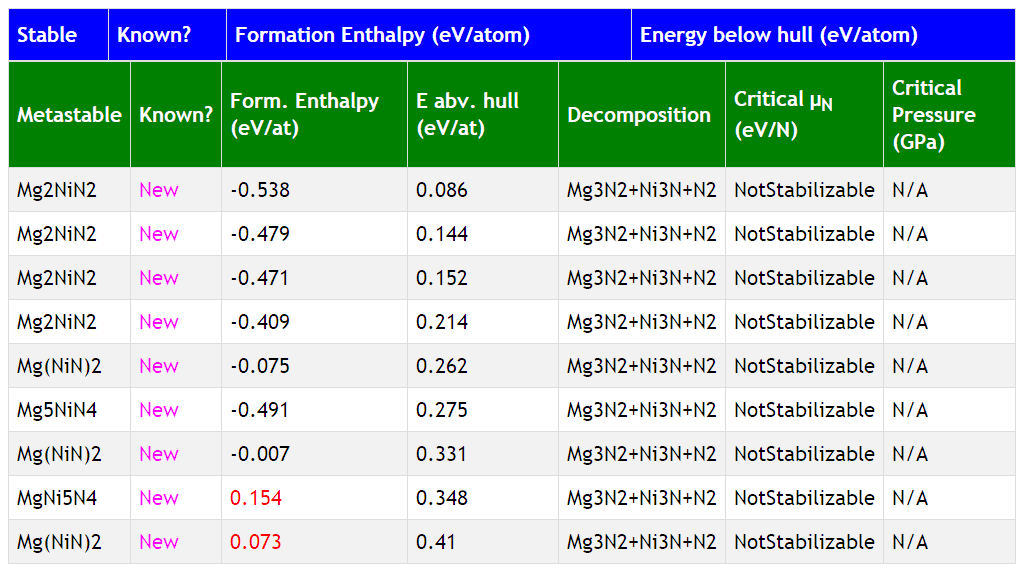 Stable Known? Formation Enthalpy (eV/atom) Energy below hull (eV/atom)
Metastable Known? Form. Enthalpy (eV/at) E abv. hull (eV/at) Decomposition Critical μN (eV/N) Critical Pressure (GPa)
Mg2NiN2 New -0.538 0.086 Mg3N2+Ni3N+N2 NotStabilizable N/A
Mg2NiN2 New -0.479 0.144 Mg3N2+Ni3N+N2 NotStabilizable N/A
Mg2NiN2 New -0.471 0.152 Mg3N2+Ni3N+N2 NotStabilizable N/A
Mg2NiN2 New -0.409 0.214 Mg3N2+Ni3N+N2 NotStabilizable N/A
Mg(NiN)2 New -0.075 0.262 Mg3N2+Ni3N+N2 NotStabilizable N/A
Mg5NiN4 New -0.491 0.275 Mg3N2+Ni3N+N2 NotStabilizable N/A
Mg(NiN)2 New -0.007 0.331 Mg3N2+Ni3N+N2 NotStabilizable N/A
MgNi5N4 New 0.154 0.348 Mg3N2+Ni3N+N2 NotStabilizable N/A
Mg(NiN)2 New 0.073 0.41 Mg3N2+Ni3N+N2 NotStabilizable N/A